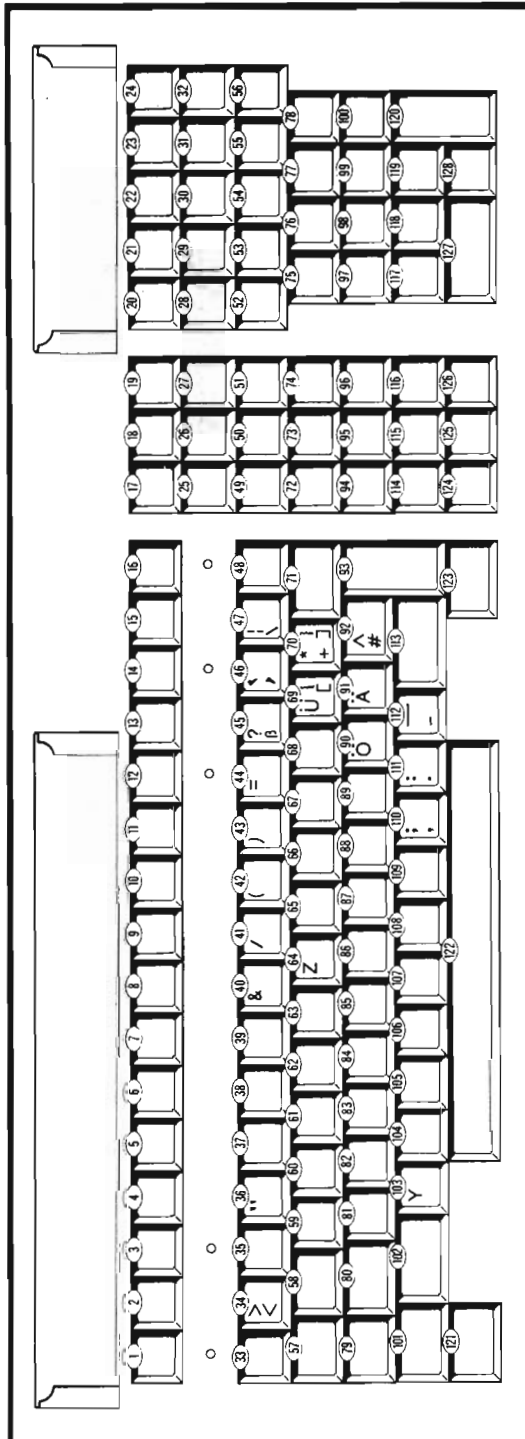 1 2 3 4 5 6 7 8 9 10 11 12 13 14 15 16 17 18 19 20 21 22 23 24
25 26 27 28 29 30 31 32
33 34 35 36 37 38 39 40 41 42 43 44 45 46 47 48 49 50 51 52 53 54 55 56
> " & / ( ) = ? ` ¦
< ß ´ \
57 58 59 60 61 62 63 64 65 66 67 68 69 70 71 72 73 74 75 76 77 78
Z Ü { * }
[ + ]
79 80 81 82 83 84 85 86 87 88 89 90 91 92 93 94 95 96 97 98 99 100
Ö Ä ^
#
101 102 103 104 105 106 107 108 109 110 111 112 113 114 115 116 117 118 119 120
Y ; : _
, . -
121 122 123 124 125 126 127 128